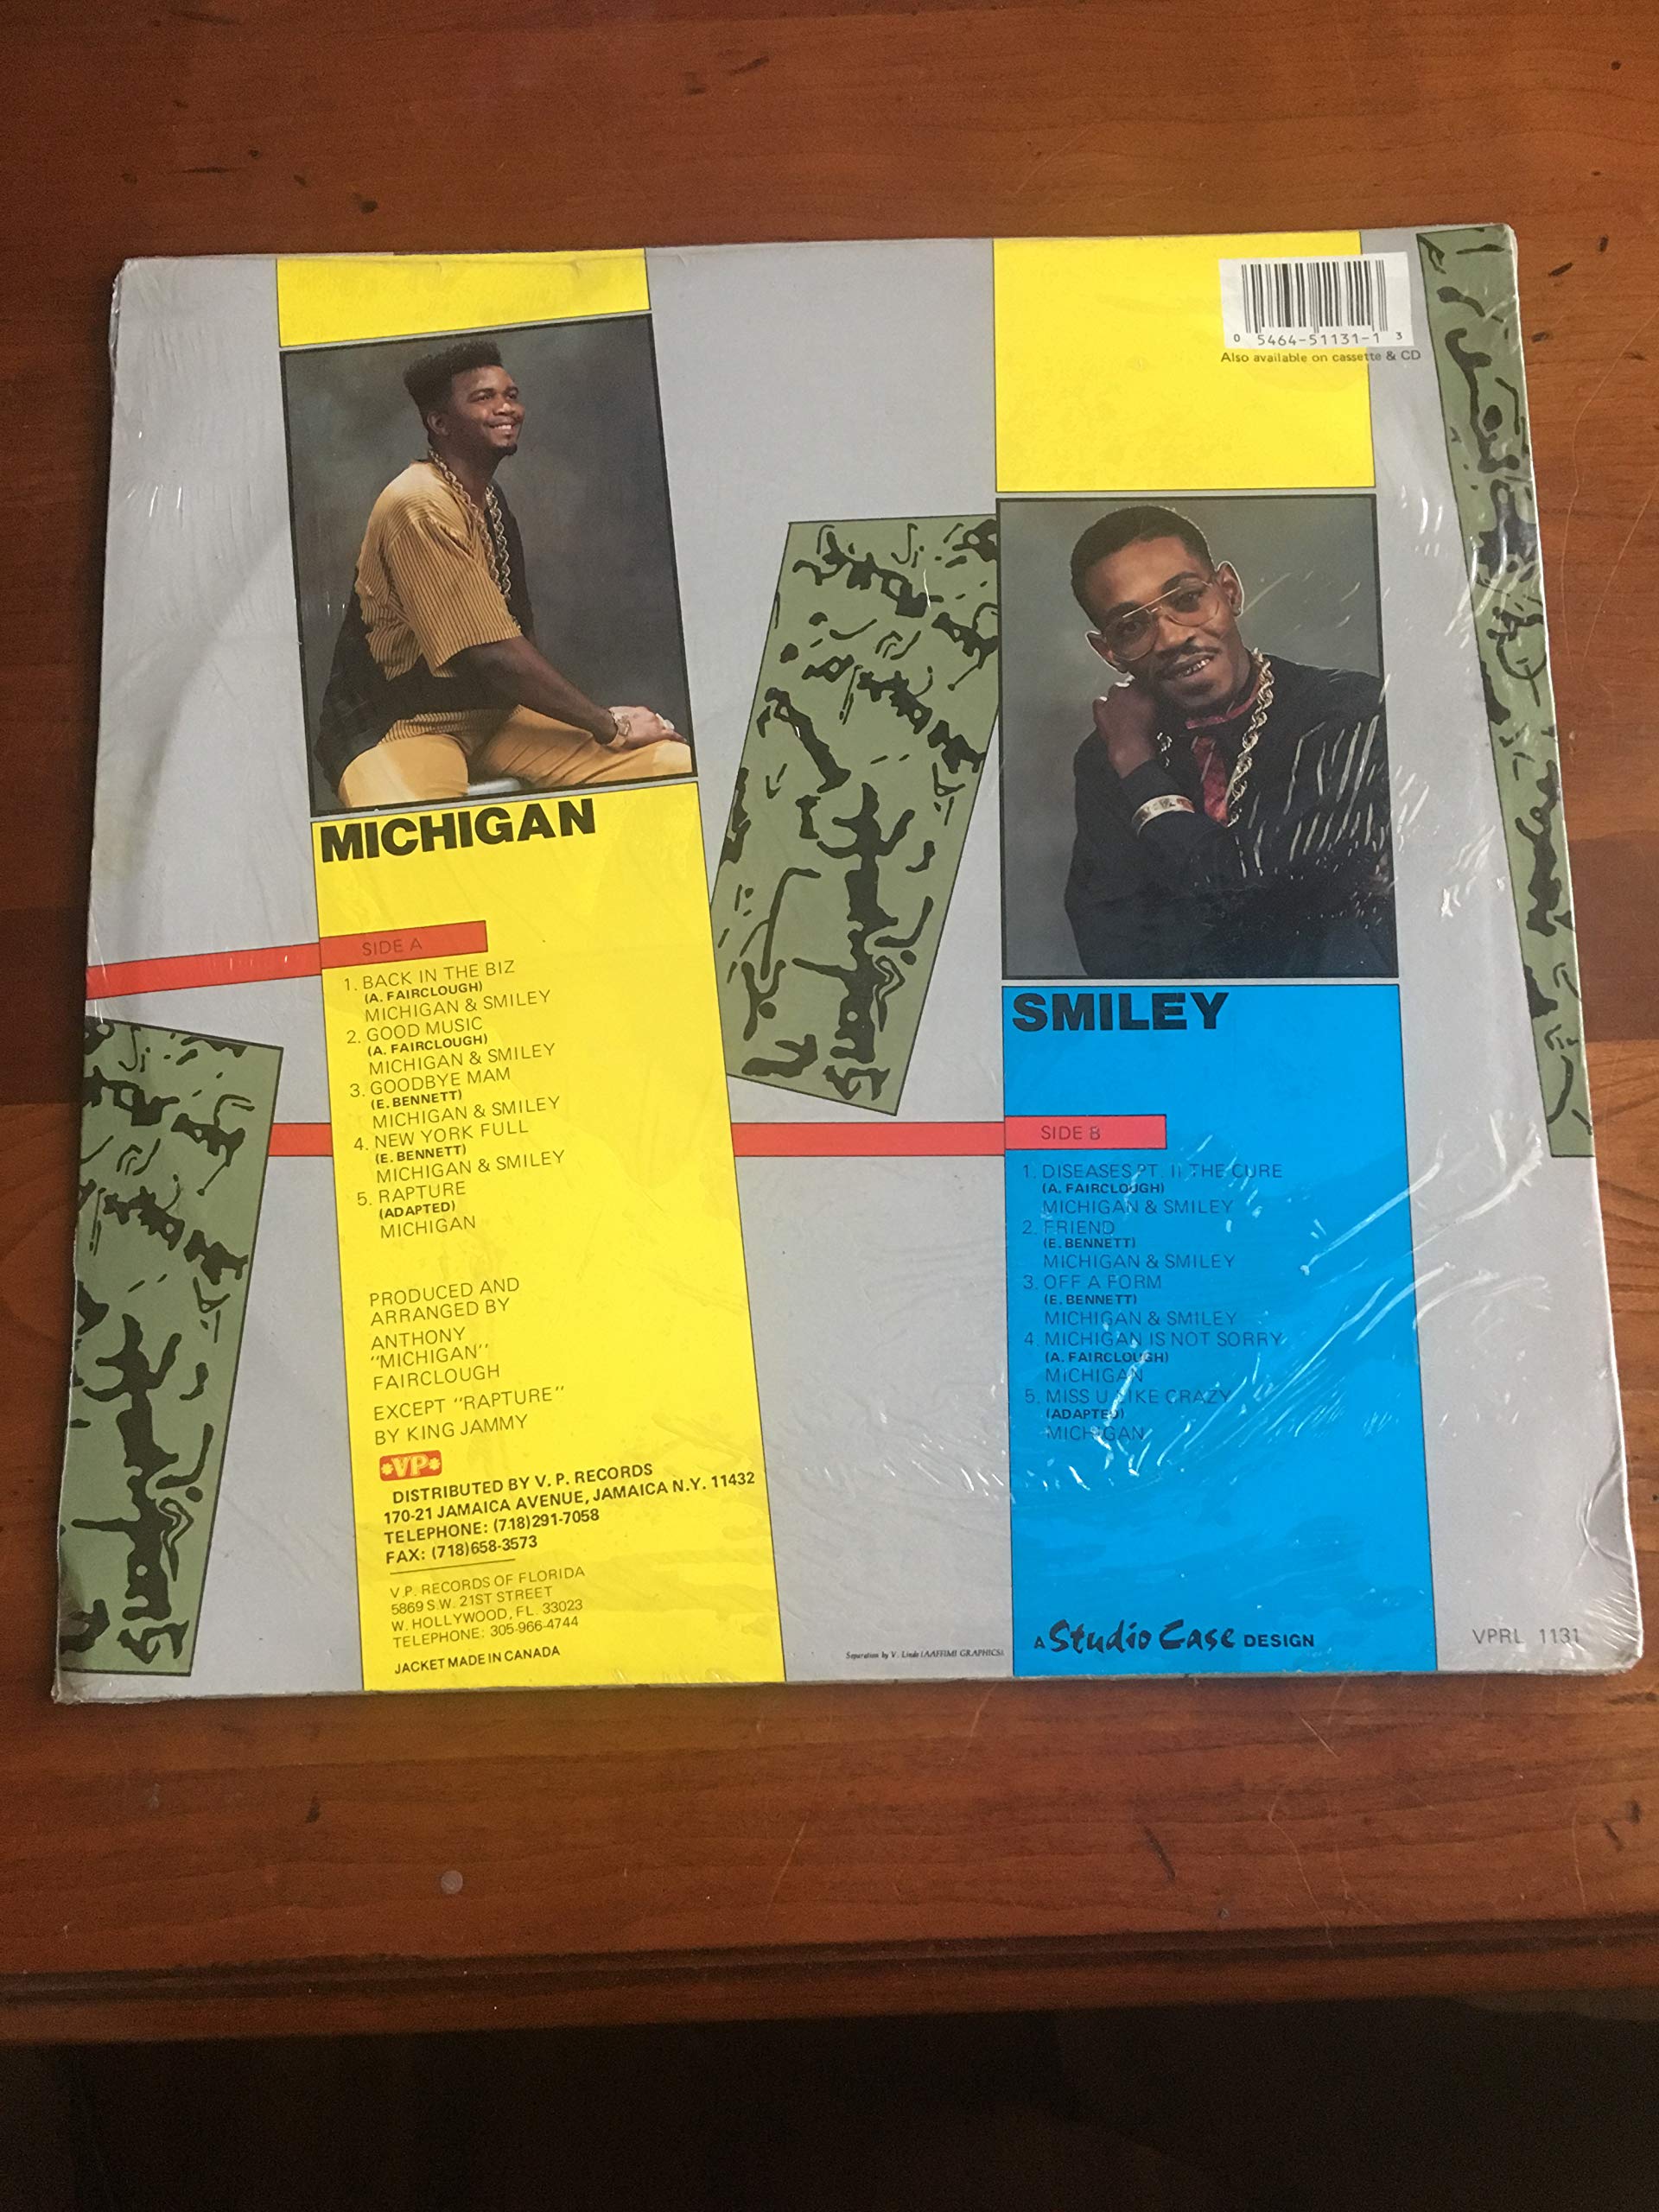 0 5464-51131-1 3
Also available on cassette & CD
MICHIGAN
SIDE A
1. BACK IN THE BIZ
(A. FAIRCLOUGH)
MICHIGAN & SMILEY
2. GOOD MUSIC
(A. FAIRCLOUGH)
MICHIGAN & SMILEY
3. GOODBYE MAM
(E. BENNETT)
MICHIGAN & SMILEY
4. NEW YORK FULL
(E. BENNETT)
MICHIGAN & SMILEY
5. RAPTURE
(ADAPTED)
MICHIGAN
PRODUCED AND
ARRANGED BY
ANTHONY
"MICHIGAN"
FAIRCLOUGH
EXCEPT "RAPTURE"
BY KING JAMMY
VP
DISTRIBUTED BY V. P. RECORDS
170-21 JAMAICA AVENUE, JAMAICA N.Y. 11432
TELEPHONE: (718)291-7058
FAX: (718)658-3573
V.P. RECORDS OF FLORIDA
5869 S.W. 21ST STREET
W. HOLLYWOOD, FL. 33023
TELEPHONE: 305-966-4744
JACKET MADE IN CANADA
SMILEY
SIDE B
1. DISEASES PT. II THE CURE
(A. FAIRCLOUGH)
MICHIGAN & SMILEY
2. FRIEND
(E. BENNETT)
MICHIGAN & SMILEY
3. OFF A FORM
(E. BENNETT)
MICHIGAN & SMILEY
4. MICHIGAN IS NOT SORRY
(A. FAIRCLOUGH)
MICHIGAN
5. MISS U LIKE CRAZY
(ADAPTED)
MICHIGAN
Separation by V. (AAFFIMI GRAPHICS)
A Studio Case DESIGN
VPRL 1131